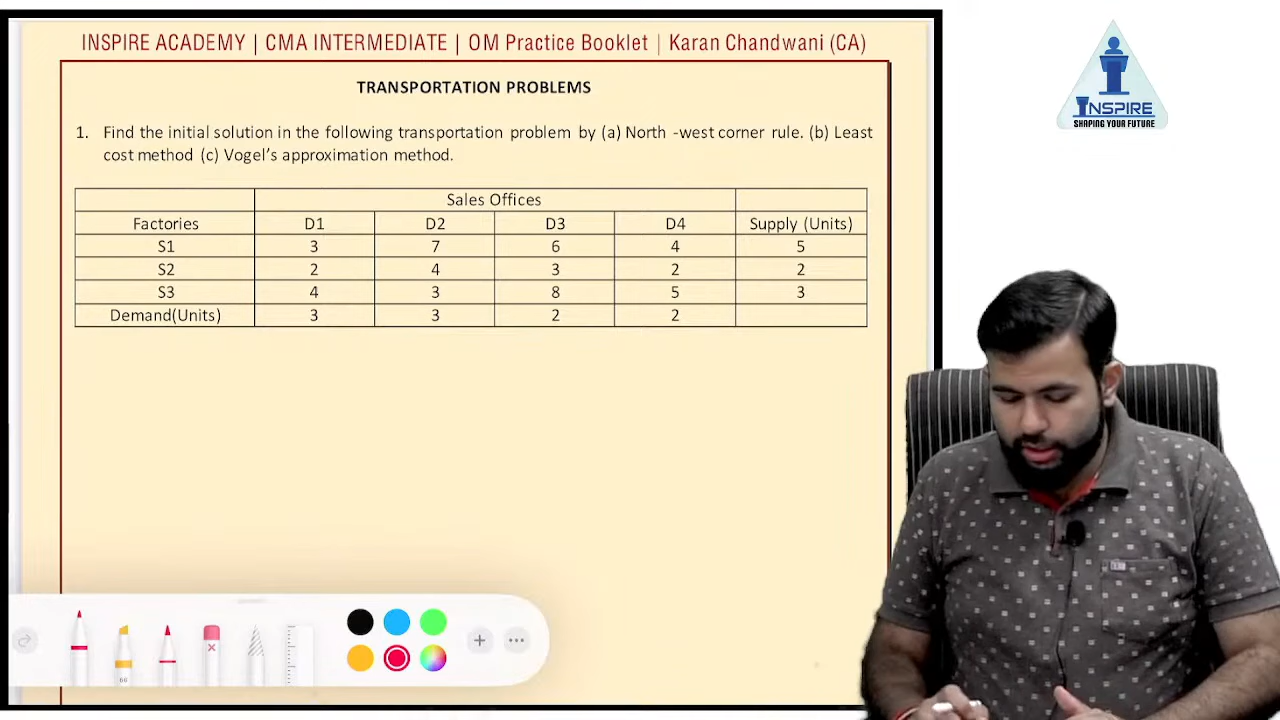 INSPIRE ACADEMY | CMA INTERMEDIATE | OM Practice Booklet | Karan Chandwani (CA)
TRANSPORTATION PROBLEMS
1. Find the initial solution in the following transportation problem by (a) North -west corner rule. (b) Least
cost method (c) Vogel's approximation method.
Sales Offices
Factories D1 D2 D3 D4 Supply (Units)
S1 3 7 6 4 5
S2 2 4 3 2 2
S3 4 3 8 5 3
Demand(Units) 3 3 2 2
INSPIRE
SHAPING YOUR FUTURE